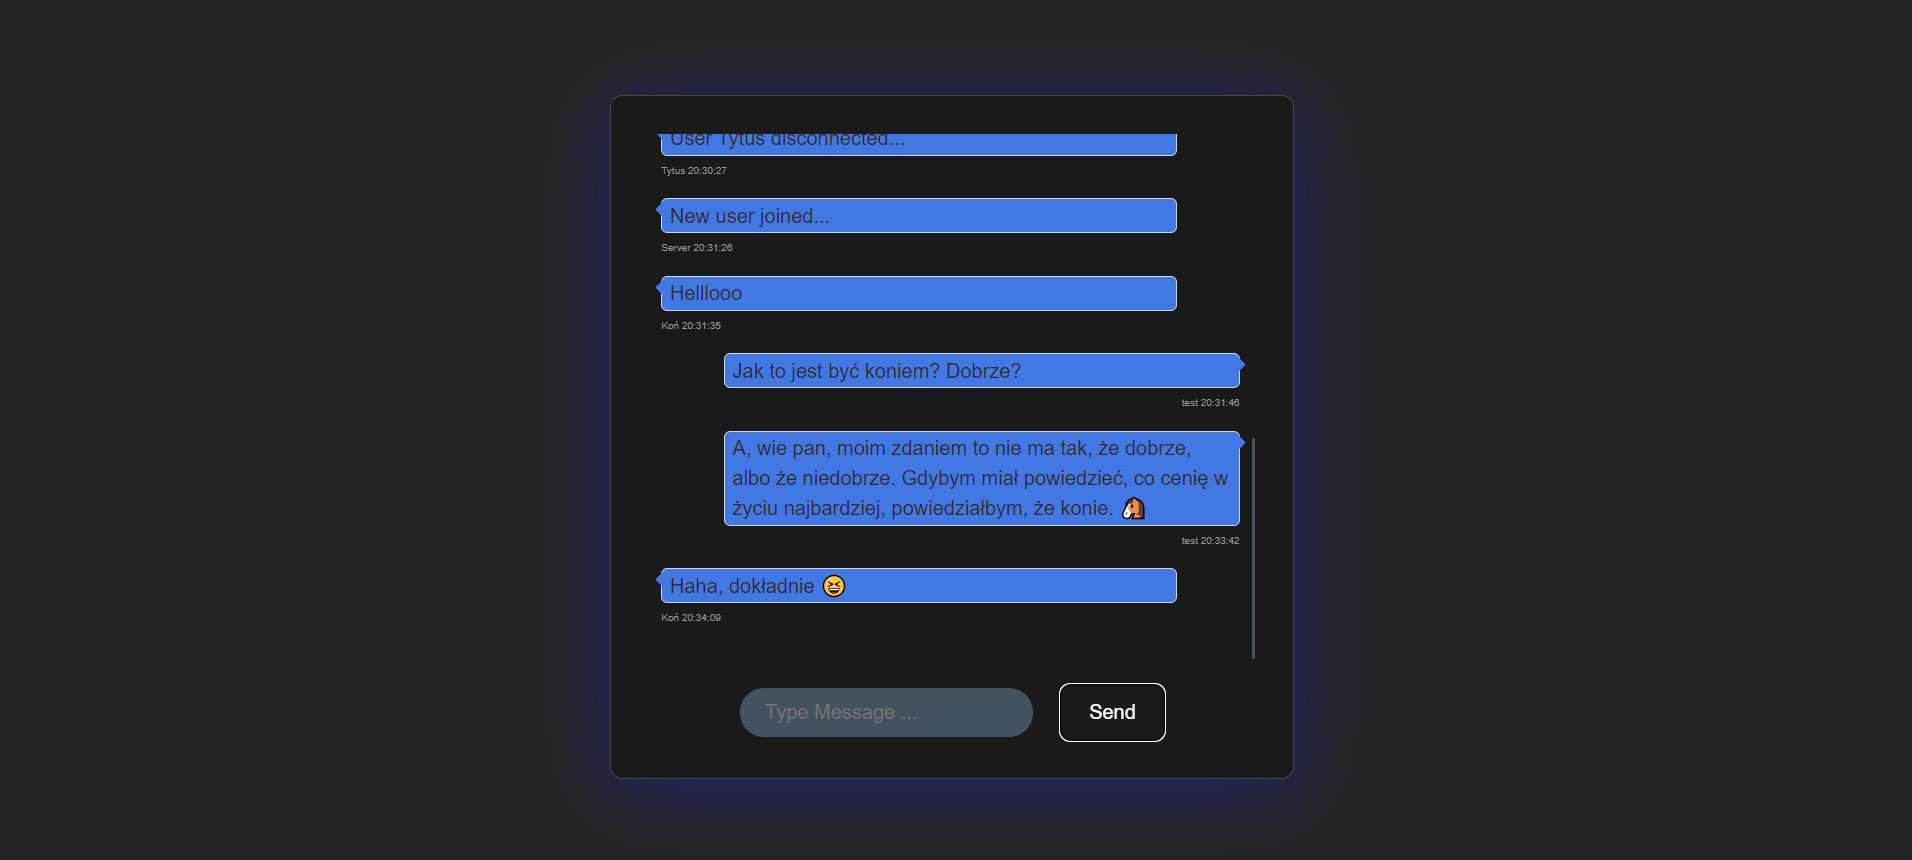 User Tytus disconnected...
Tytus 20:30:27
New user joined...
Server 20:31:26
Helllooo
Koń 20:31:35
Jak to jest być koniem? Dobrze?
test 20:31:46
A, wie pan, moim zdaniem to nie ma tak, że dobrze,
albo że niedobrze. Gdybym miał powiedzieć, co cenię w
życiu najbardziej, powiedziałbym, że konie. 🐴
test 20:33:42
Haha, dokładnie 😆
Koń 20:34:09
Type Message ...
Send